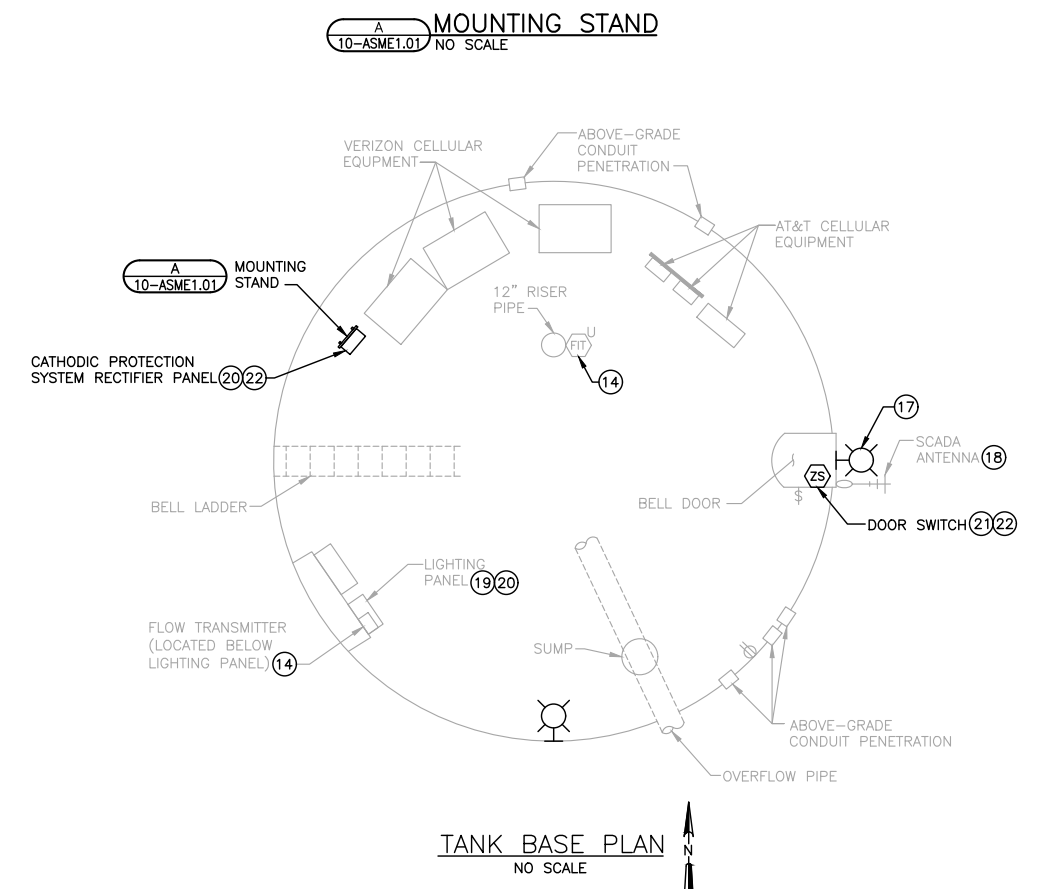 A
10-ASME1.01
MOUNTING STAND
NO SCALE
VERIZON CELLULAR
EQUPMENT
ABOVE-GRADE
CONDUIT
PENETRATION
AT&T CELLULAR
EQUIPMENT
A
10-ASME1.01
MOUNTING
STAND
12" RISER
PIPE
U
FIT
14
CATHODIC PROTECTION
SYSTEM RECTIFIER PANEL 20 22
17
SCADA
ANTENNA 18
ZS
$
BELL LADDER
BELL DOOR
DOOR SWITCH 21 22
LIGHTING
PANEL 19 20
FLOW TRANSMITTER
(LOCATED BELOW
LIGHTING PANEL) 14
SUMP
ABOVE-GRADE
CONDUIT PENETRATION
OVERFLOW PIPE
TANK BASE PLAN
NO SCALE
N